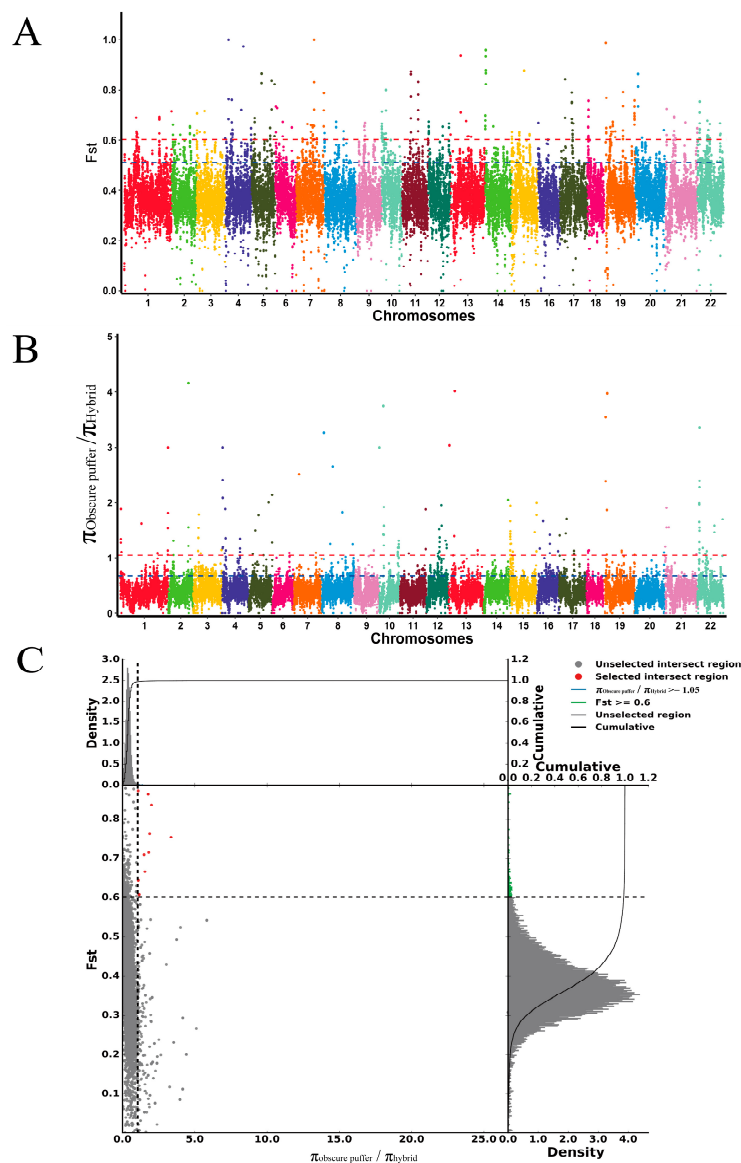 A
1.0
0.8
0.6
0.4
0.2
0.0
Fst
1 2 3 4 5 6 7 8 9 10 11 12 13 14 15 16 17 18 19 20 21 22
Chromosomes
B
5
4
3
2
1
0
πObscure puffer /πHybrid
1 2 3 4 5 6 7 8 9 10 11 12 13 14 15 16 17 18 19 20 21 22
Chromosomes
C
3.0
2.5
2.0
1.5
1.0
0.5
0.0
Density
1.2
1.0
0.8
0.6
0.4
0.2
Cumulative
Unselected intersect region
Selected intersect region
πObscure puffer / πHybrid >= 1.05
Fst >= 0.6
Unselected region
Cumulative
Cumulative
0.0 0.2 0.4 0.6 0.8 1.0 1.2
0.8
0.7
0.6
0.5
0.4
0.3
0.2
0.1
Fst
0.0 5.0 10.0 15.0 20.0 25.0
πobscure puffer / πhybrid
0.0 1.0 2.0 3.0 4.0
Density